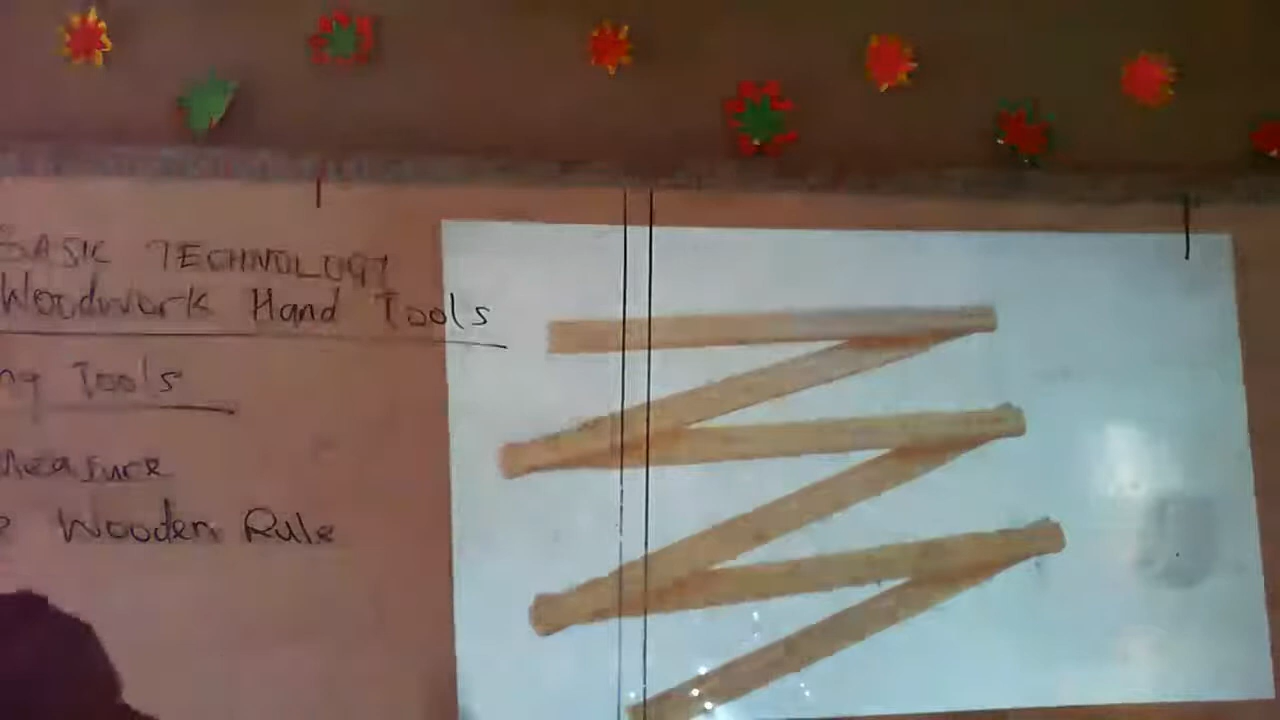 BASIC TECHNOLOGY
Woodwork Hand Tools
Tools
Measure
Wooden Rule